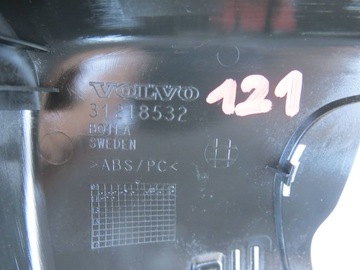 VOLVO
121
31218532
SWEDEN
>ABS/PC<